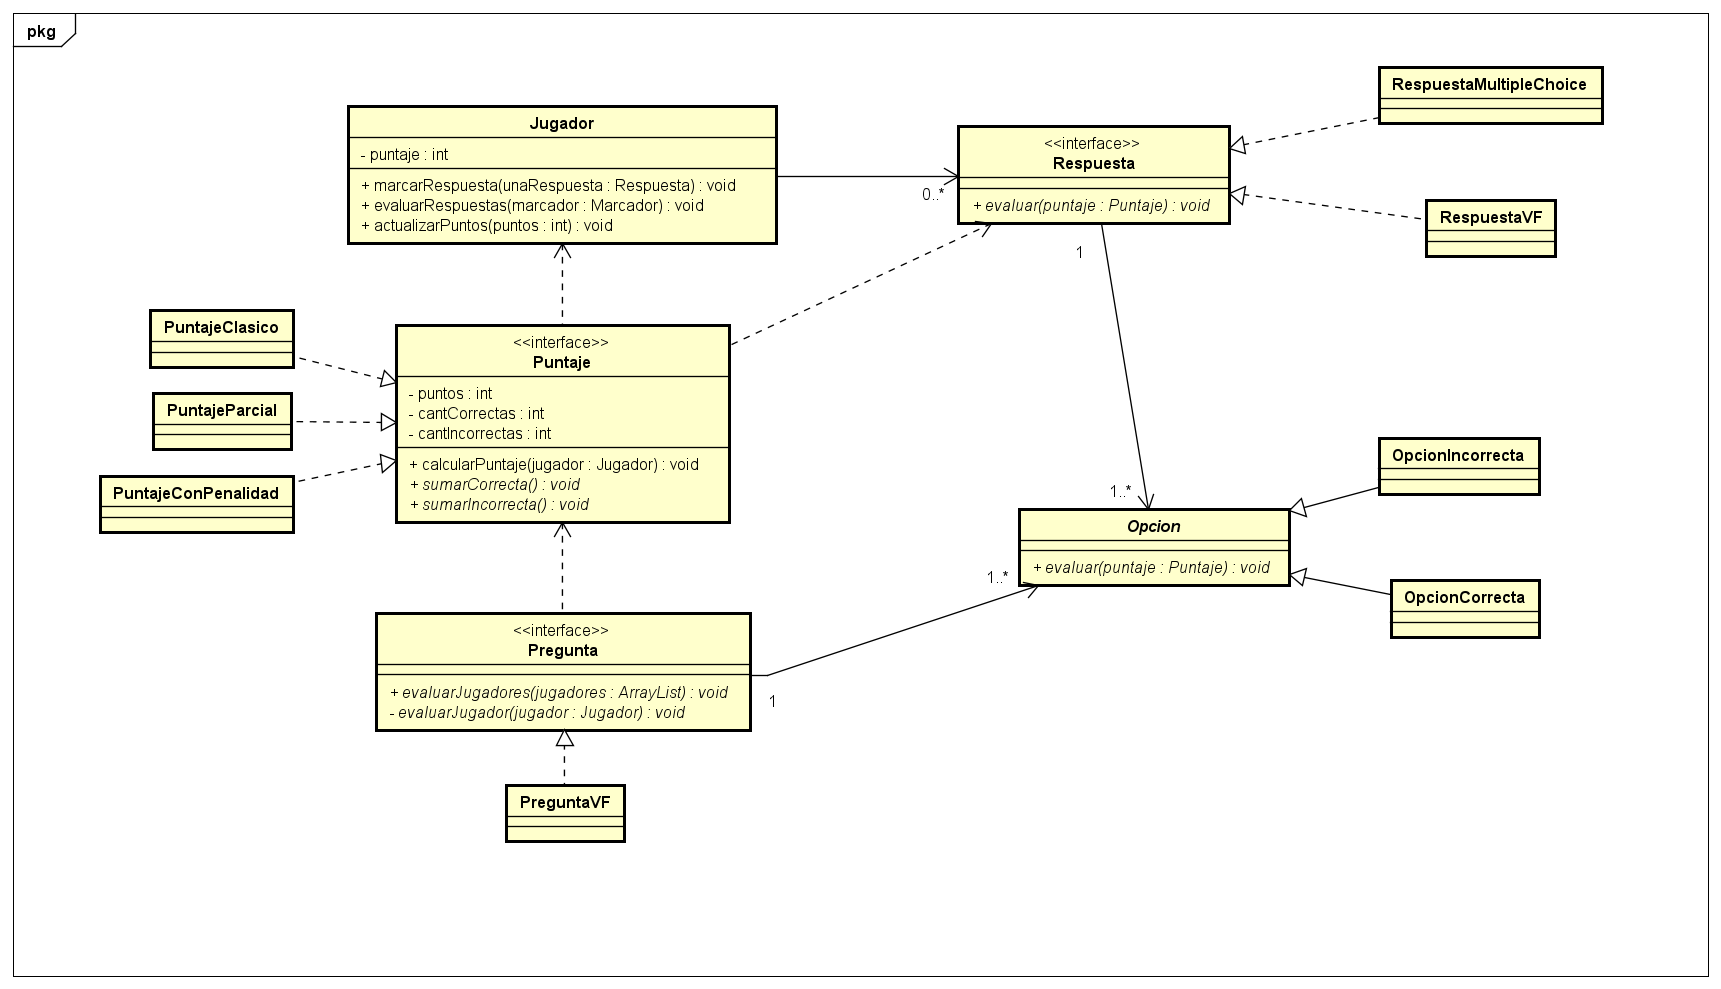 pkg
Jugador
- puntaje : int
+ marcarRespuesta(unaRespuesta : Respuesta) : void
+ evaluarRespuestas(marcador : Marcador) : void
+ actualizarPuntos(puntos : int) : void
0..*
<<interface>>
Respuesta
+ evaluar(puntaje : Puntaje) : void
1
RespuestaMultipleChoice
RespuestaVF
PuntajeClasico
PuntajeParcial
PuntajeConPenalidad
<<interface>>
Puntaje
- puntos : int
- cantCorrectas : int
- cantIncorrectas : int
+ calcularPuntaje(jugador : Jugador) : void
+ sumarCorrecta() : void
+ sumarIncorrecta() : void
1..*
Opcion
+ evaluar(puntaje : Puntaje) : void
1..*
OpcionIncorrecta
OpcionCorrecta
<<interface>>
Pregunta
+ evaluarJugadores(jugadores : ArrayList) : void
- evaluarJugador(jugador : Jugador) : void
1
PreguntaVF